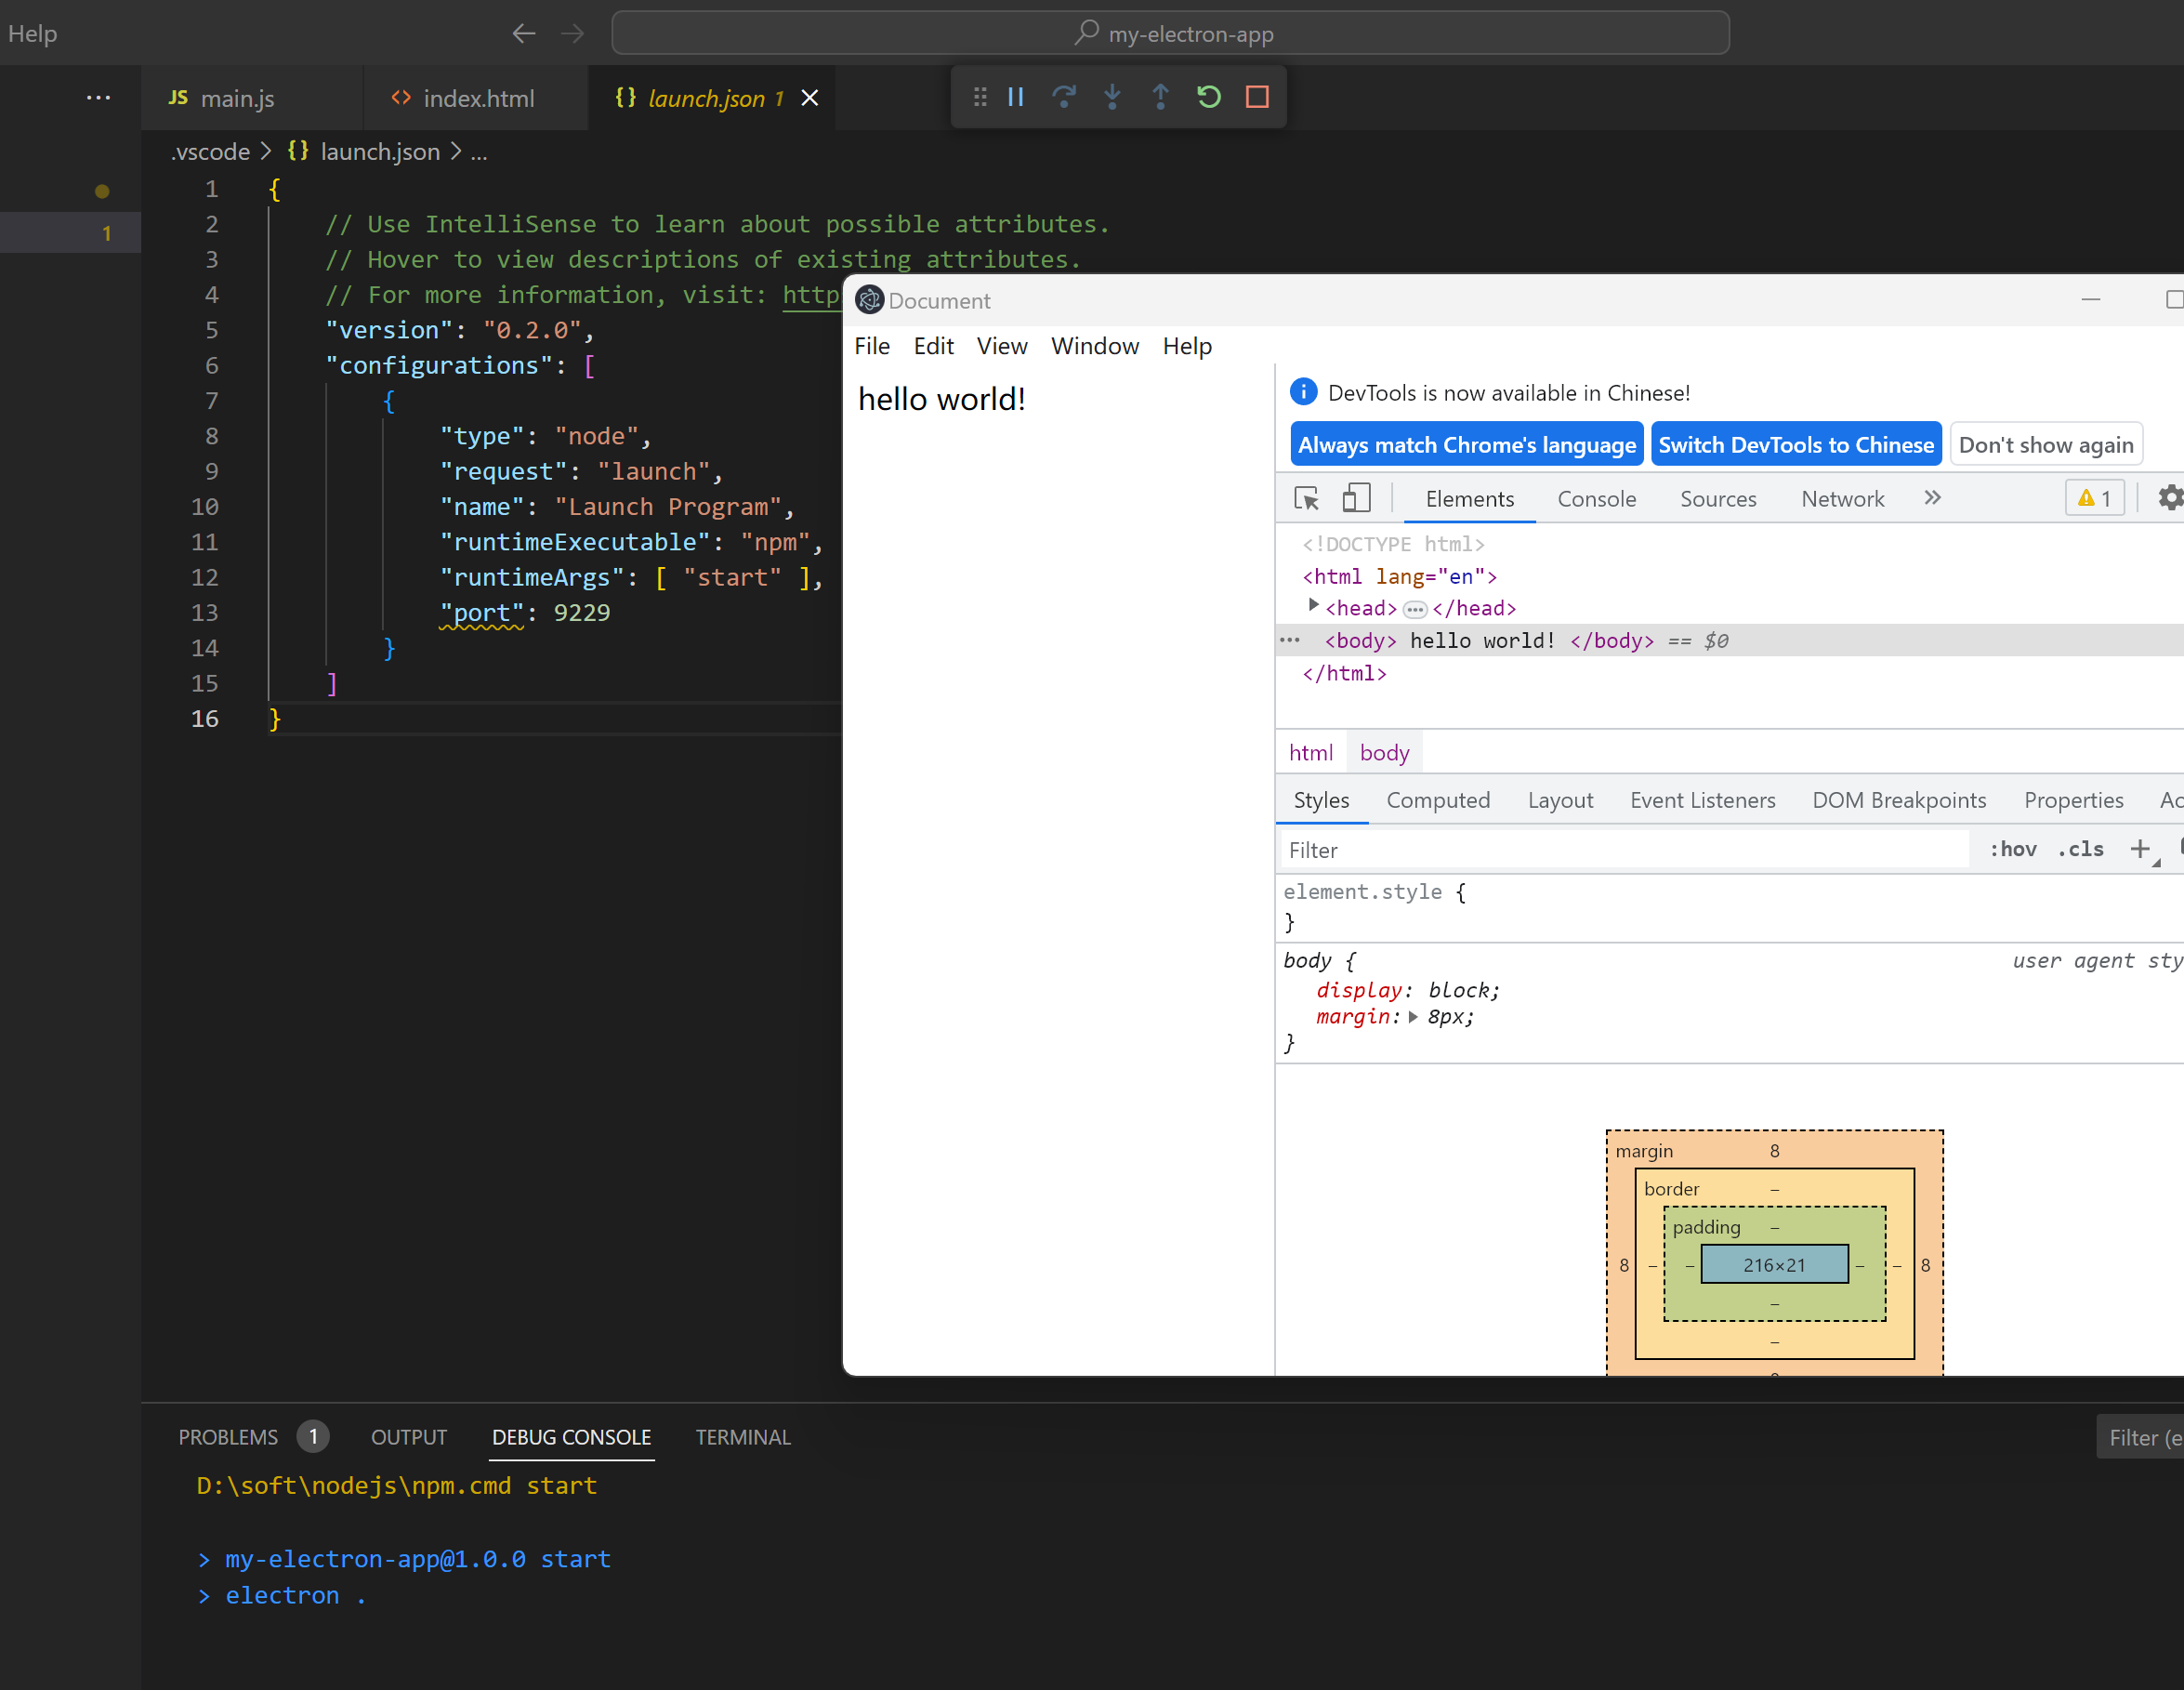 Help
my-electron-app
JS main.js
<> index.html
{} launch.json 1
.vscode > {} launch.json > ...
1
1 {
2 // Use IntelliSense to learn about possible attributes.
3 // Hover to view descriptions of existing attributes.
4 // For more information, visit: http
5 "version": "0.2.0",
6 "configurations": [
7 {
8 "type": "node",
9 "request": "launch",
10 "name": "Launch Program",
11 "runtimeExecutable": "npm",
12 "runtimeArgs": [ "start" ],
13 "port": 9229
14 }
15 ]
16 }
Document
File Edit View Window Help
hello world!
DevTools is now available in Chinese!
Always match Chrome's language Switch DevTools to Chinese Don't show again
Elements Console Sources Network » 1
<!DOCTYPE html>
<html lang="en">
<head>…</head>
<body> hello world! </body> == $0
</html>
html body
Styles Computed Layout Event Listeners DOM Breakpoints Properties Ac
Filter :hov .cls +
element.style {
}
body { user agent sty
display: block;
margin: 8px;
}
margin 8
border –
padding –
8 – – 216×21 – – 8
–
–
PROBLEMS 1 OUTPUT DEBUG CONSOLE TERMINAL
Filter (e
D:\soft\nodejs\npm.cmd start
> my-electron-app@1.0.0 start
> electron .